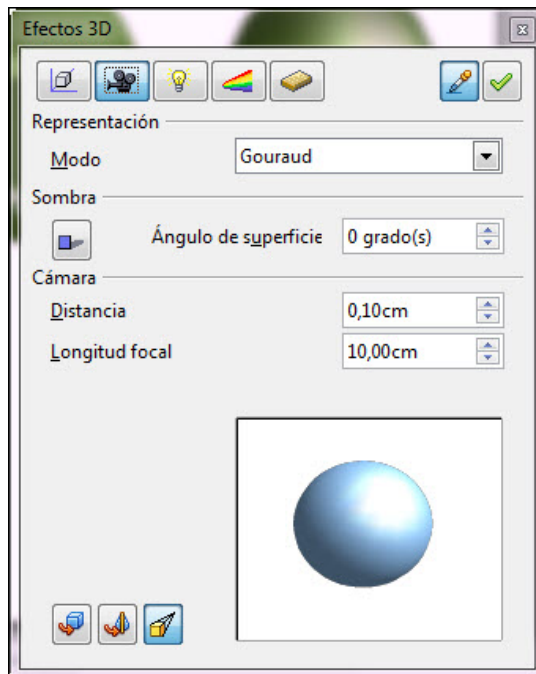 Efectos 3D
Representación
Modo Gouraud
Sombra
Ángulo de superficie 0 grado(s)
Cámara
Distancia 0,10cm
Longitud focal 10,00cm